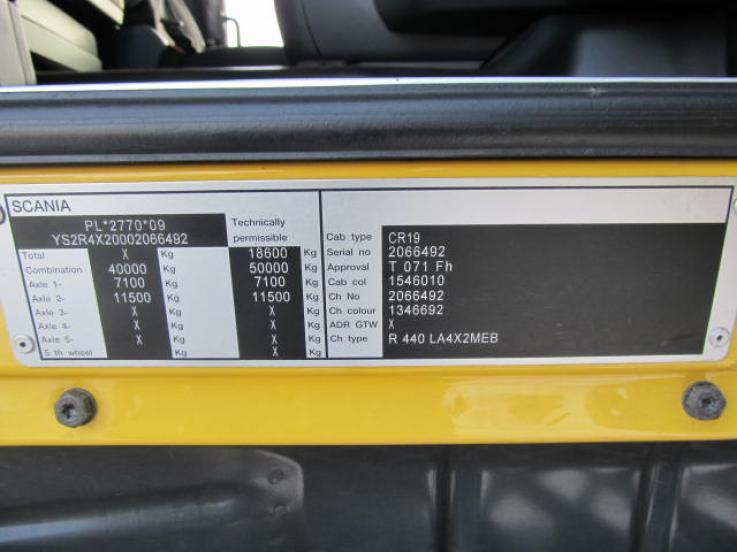 SCANIA
PL*2770*09
YS2R4X20002066492
Technically
permissible
Total X Kg 18600 Kg
Combination 40000 Kg 50000 Kg
Axle 1- 7100 Kg 7100 Kg
Axle 2- 11500 Kg 11500 Kg
Axle 3- X Kg X Kg
Axle 4- X Kg X Kg
Axle 5- X Kg X Kg
5 th wheel Kg X Kg
Cab type CR19
Serial no 2066492
Approval T 071 Fh
Cab col 1546010
Ch No 2066492
Ch colour 1346692
ADR GTW X
Ch type R 440 LA4X2MEB